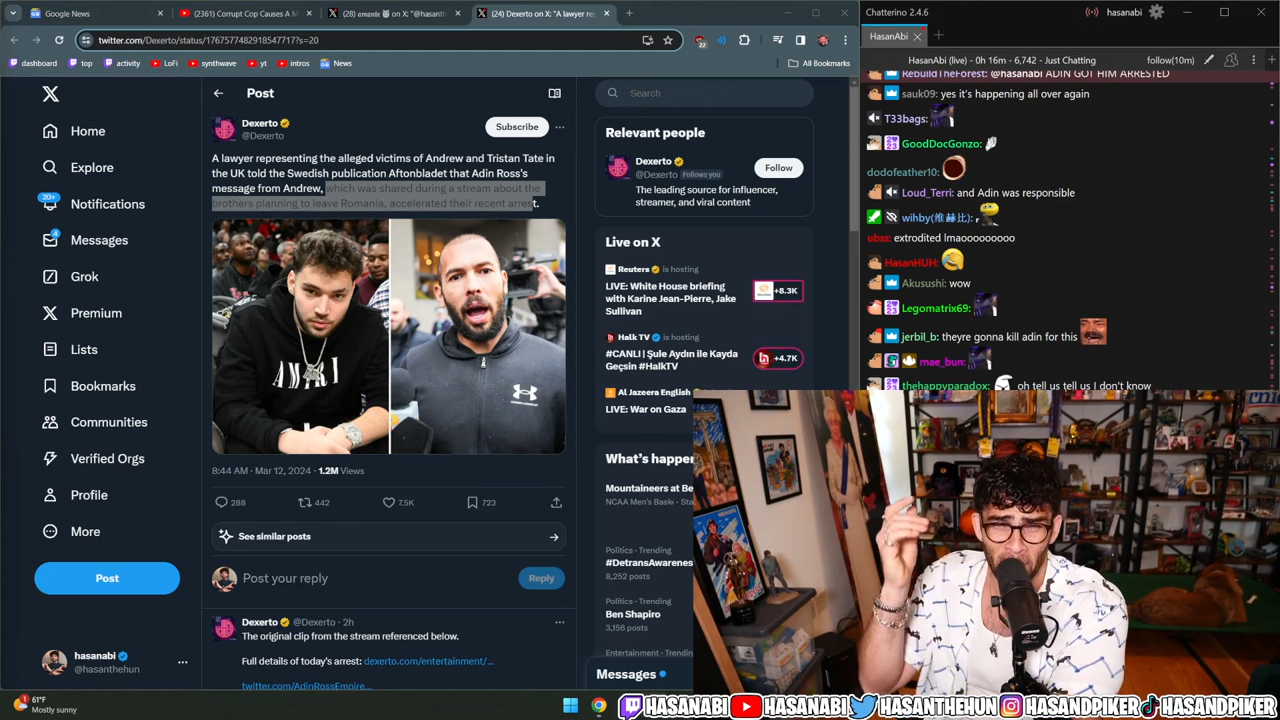 Google News
(2361) Corrupt Cop Causes A M
on X: "@hasanth
(24) Dexerto on X: "A lawyer re
twitter.com/Dexerto/status/1767577482918547717?s=20
22
dashboard
top
activity
LoFi
synthwave
yt
intros
News
All Bookmarks
Home
Explore
20+
Notifications
4
Messages
Grok
Premium
Lists
Bookmarks
Communities
Verified Orgs
Profile
More
Post
hasanabi
@hasanthehun
Post
Dexerto
@Dexerto
Subscribe
A lawyer representing the alleged victims of Andrew and Tristan Tate in
the UK told the Swedish publication Aftonbladet that Adin Ross's
message from Andrew, which was shared during a stream about the
brothers planning to leave Romania, accelerated their recent arrest.
8:44 AM · Mar 12, 2024 · 1.2M Views
288
442
7.5K
723
See similar posts
Post your reply
Reply
Dexerto @Dexerto · 2h
The original clip from the stream referenced below.
Full details of today's arrest: dexerto.com/entertainment/...
twitter.com/AdinRossEmpire...
Search
Relevant people
Dexerto
@Dexerto Follows you
Follow
The leading source for influencer,
streamer, and viral content
Live on X
Reuters is hosting
LIVE: White House briefing
with Karine Jean-Pierre, Jake
Sullivan
+8.3K
Halk TV is hosting
#CANLI | Şule Aydın ile Kayda
Geçsin #HalkTV
+4.7K
Al Jazeera English
LIVE: War on Gaza
What's happen
Mountaineers at Be
NCAA Men's Bask
Politics · Trending
#DetransAwarenes
8,252 posts
Politics · Trending
Ben Shapiro
3,156 posts
Entertainment · Trending
Messages
Chatterino 2.4.6
hasanabi
HasanAbi
HasanAbi (live) - 0h 16m - 6,742 - Just Chatting
follow(10m)
RebuildTheForest: @hasanabi ADIN GOT HIM ARRESTED
sauk09: yes it's happening all over again
T33bags:
GoodDocGonzo:
dodofeather10:
Loud_Terri: and Adin was responsible
wihby(维赫比):
ubss: extrodited lmaooooooooo
HasanHUH:
Akusushi: wow
Legomatrix69:
jerbil_b: theyre gonna kill adin for this
mae_bun:
thehappyparadox: oh tell us tell us I don't know
61°F
Mostly sunny
HASANABI
HASANABI
HASANTHEHUN
HASANDPIKER
HASANDPIKER